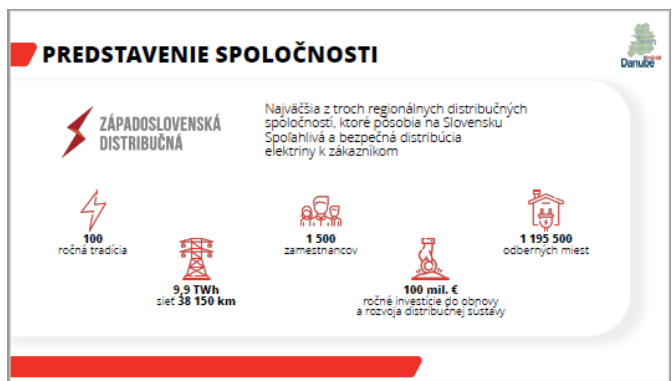 PREDSTAVENIE SPOLOČNOSTI
Danube
ZÁPADOSLOVENSKÁ
DISTRIBUČNÁ
Najväčšia z troch regionálnych distribučných
spoločností, ktoré pôsobia na Slovensku
Spoľahlivá a bezpečná distribúcia
elektriny k zákazníkom
100
ročná tradícia
9,9 TWh
sieť 38 150 km
1 500
zamestnancov
100 mil. €
ročné investície do obnovy
a rozvoja distribučnej sústavy
1 195 500
odberných miest